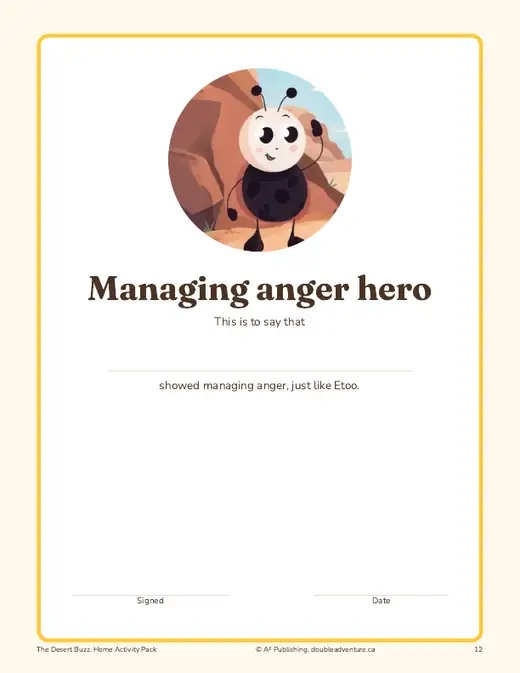 Managing anger hero
This is to say that
showed managing anger, just like Etoo.
Signed
Date
The Desert Buzz, Home Activity Pack
© A² Publishing, doubleadventure.ca
12